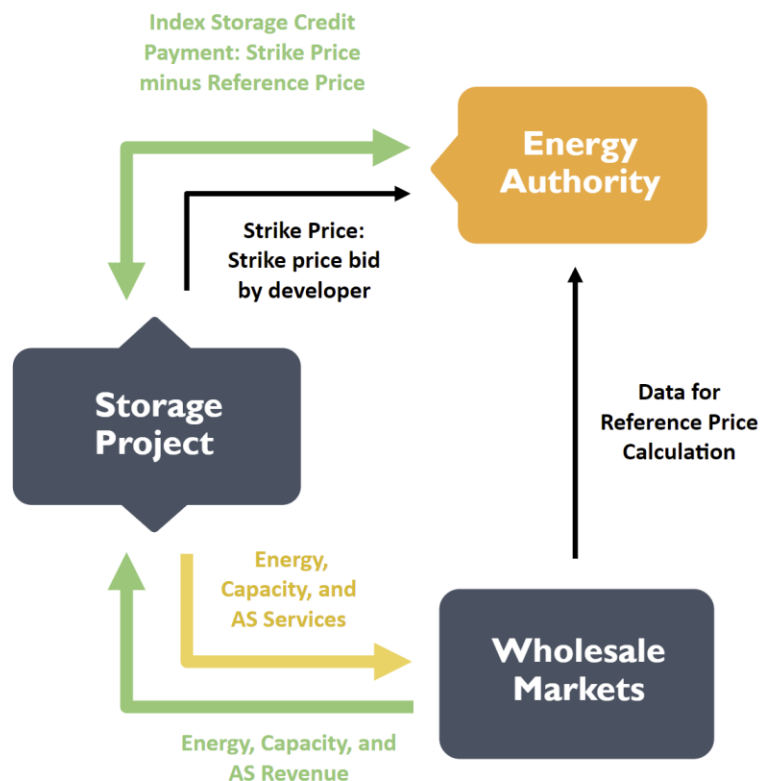 Index Storage Credit
Payment: Strike Price
minus Reference Price
Energy
Authority
Strike Price:
Strike price bid
by developer
Storage
Project
Data for
Reference Price
Calculation
Energy,
Capacity, and
AS Services
Wholesale
Markets
Energy, Capacity, and
AS Revenue